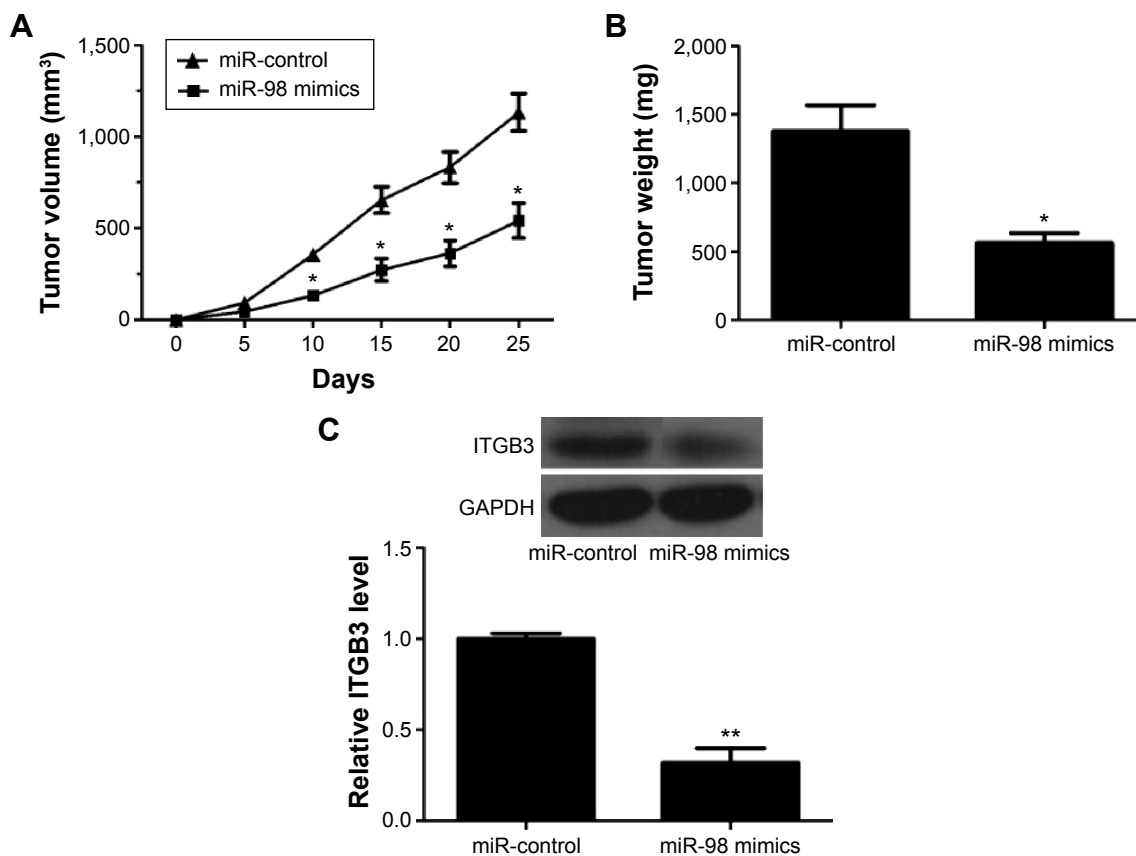 A
1,500
1,000
500
0
Tumor volume (mm³)
miR-control
miR-98 mimics
*
*
*
*
0 5 10 15 20 25
Days
B
2,000
1,500
1,000
500
0
Tumor weight (mg)
*
miR-control miR-98 mimics
C
ITGB3
GAPDH
miR-control miR-98 mimics
1.5
1.0
0.5
0.0
Relative ITGB3 level
**
miR-control miR-98 mimics